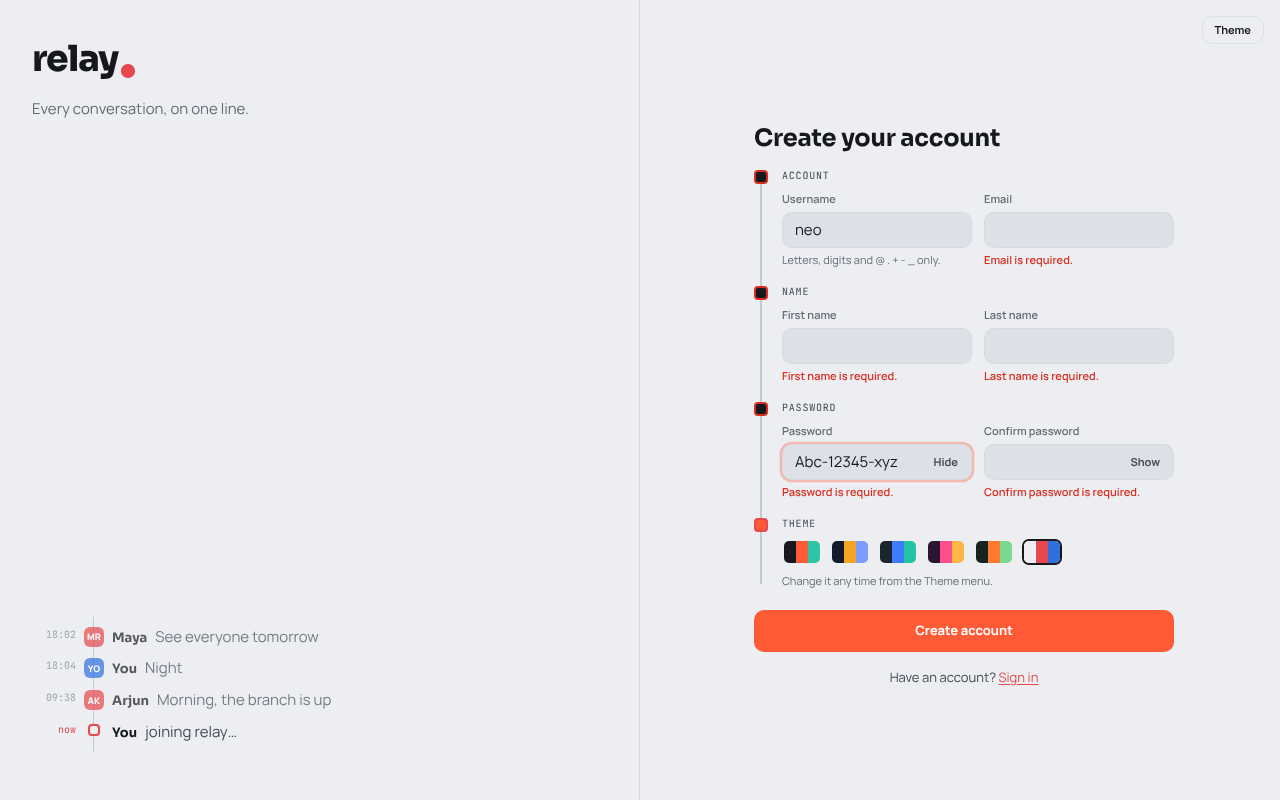 relay
Every conversation, on one line.
18:02 MR Maya See everyone tomorrow
18:04 YO You Night
09:38 AK Arjun Morning, the branch is up
now You joining relay…
Theme
Create your account
ACCOUNT
Username Email
neo
Letters, digits and @ . + - _ only. Email is required.
NAME
First name Last name
First name is required. Last name is required.
PASSWORD
Password Confirm password
Abc-12345-xyz Hide Show
Password is required. Confirm password is required.
THEME
Change it any time from the Theme menu.
Create account
Have an account? Sign in